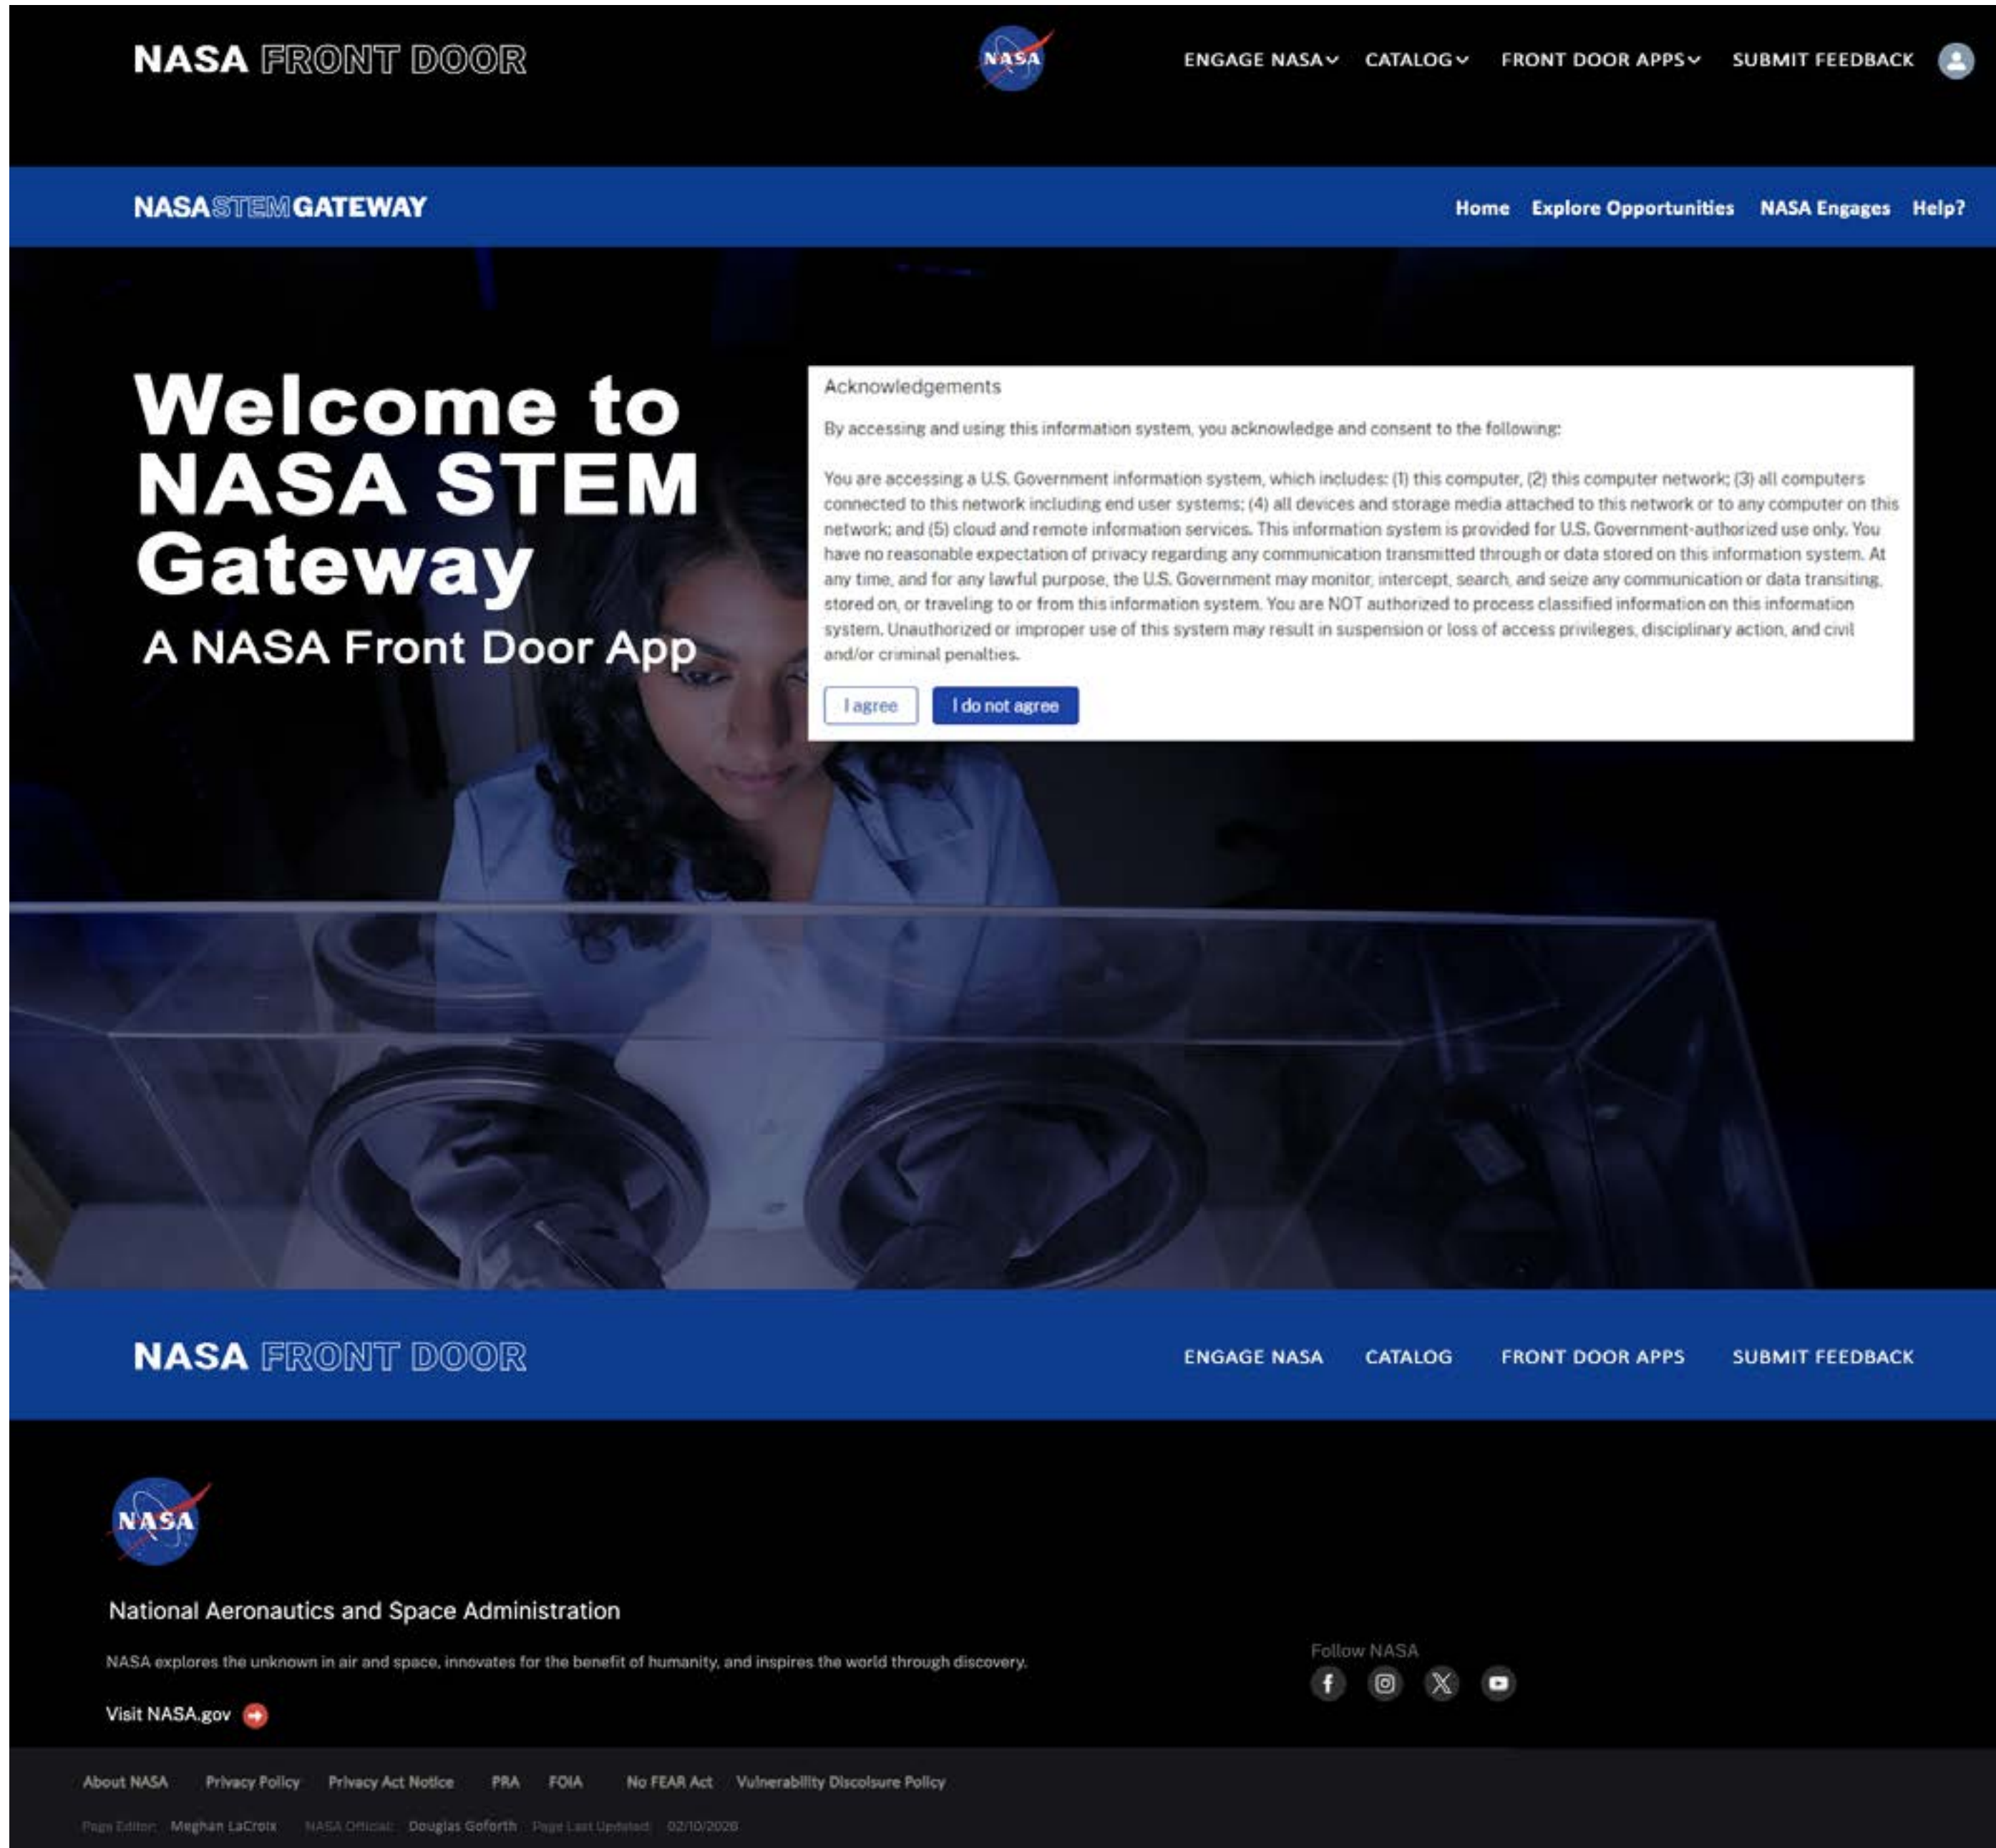 NASA FRONT DOOR
NASA
ENGAGE NASA CATALOG FRONT DOOR APPS SUBMIT FEEDBACK
NASA STEM GATEWAY
Home Explore Opportunities NASA Engages Help?
Welcome to
NASA STEM
Gateway
A NASA Front Door App
Acknowledgements
By accessing and using this information system, you acknowledge and consent to the following:
You are accessing a U.S. Government information system, which includes: (1) this computer, (2) this computer network; (3) all computers
connected to this network including end user systems; (4) all devices and storage media attached to this network or to any computer on this
network; and (5) cloud and remote information services. This information system is provided for U.S. Government-authorized use only. You
have no reasonable expectation of privacy regarding any communication transmitted through or data stored on this information system. At
any time, and for any lawful purpose, the U.S. Government may monitor, intercept, search, and seize any communication or data transiting,
stored on, or traveling to or from this information system. You are NOT authorized to process classified information on this information
system. Unauthorized or improper use of this system may result in suspension or loss of access privileges, disciplinary action, and civil
and/or criminal penalties.
I agree I do not agree
NASA FRONT DOOR
ENGAGE NASA CATALOG FRONT DOOR APPS SUBMIT FEEDBACK
NASA
National Aeronautics and Space Administration
NASA explores the unknown in air and space, innovates for the benefit of humanity, and inspires the world through discovery.
Visit NASA.gov
Follow NASA
About NASA Privacy Policy Privacy Act Notice PRA FOIA No FEAR Act Vulnerability Discolsure Policy
Page Editor: Meghan LaCroix NASA Official: Douglas Goforth Page Last Updated: 02/10/2026